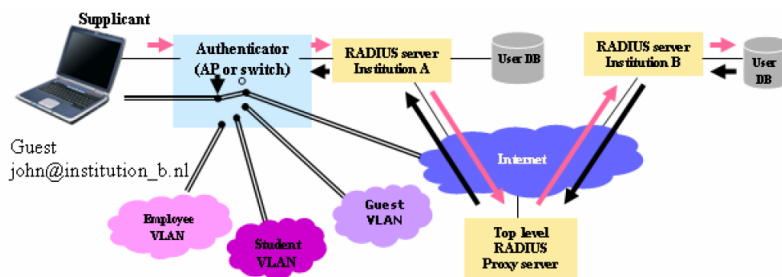 Supplicant
Authenticator
(AP or switch)
RADIUS server
Institution A
User DB
RADIUS server
Institution B
User DB
Guest
john@institution_b.nl
Internet
Employee
VLAN
Student
VLAN
Guest
VLAN
Top level
RADIUS
Proxy server